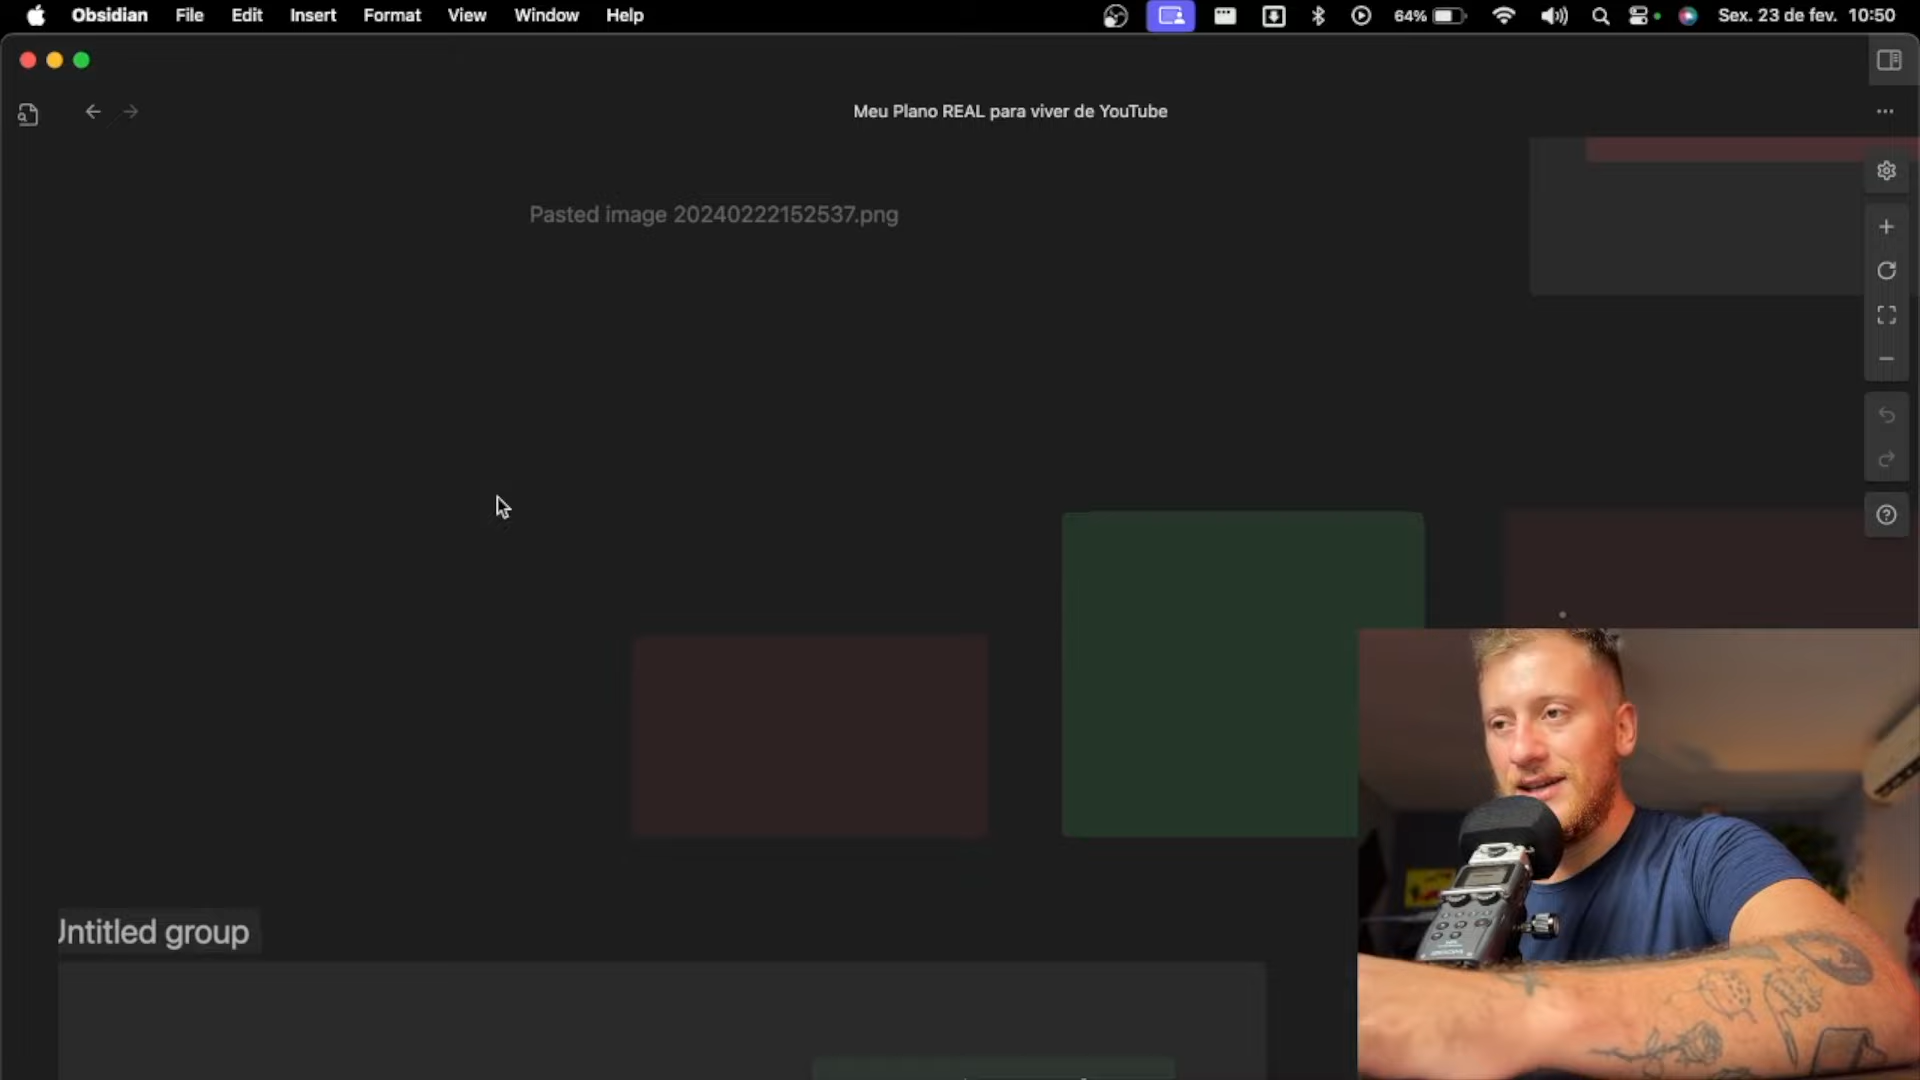 Obsidian File Edit Insert Format View Window Help 64% Sex. 23 de fev. 10:50
Meu Plano REAL para viver de YouTube
Pasted image 20240222152537.png
Untitled group